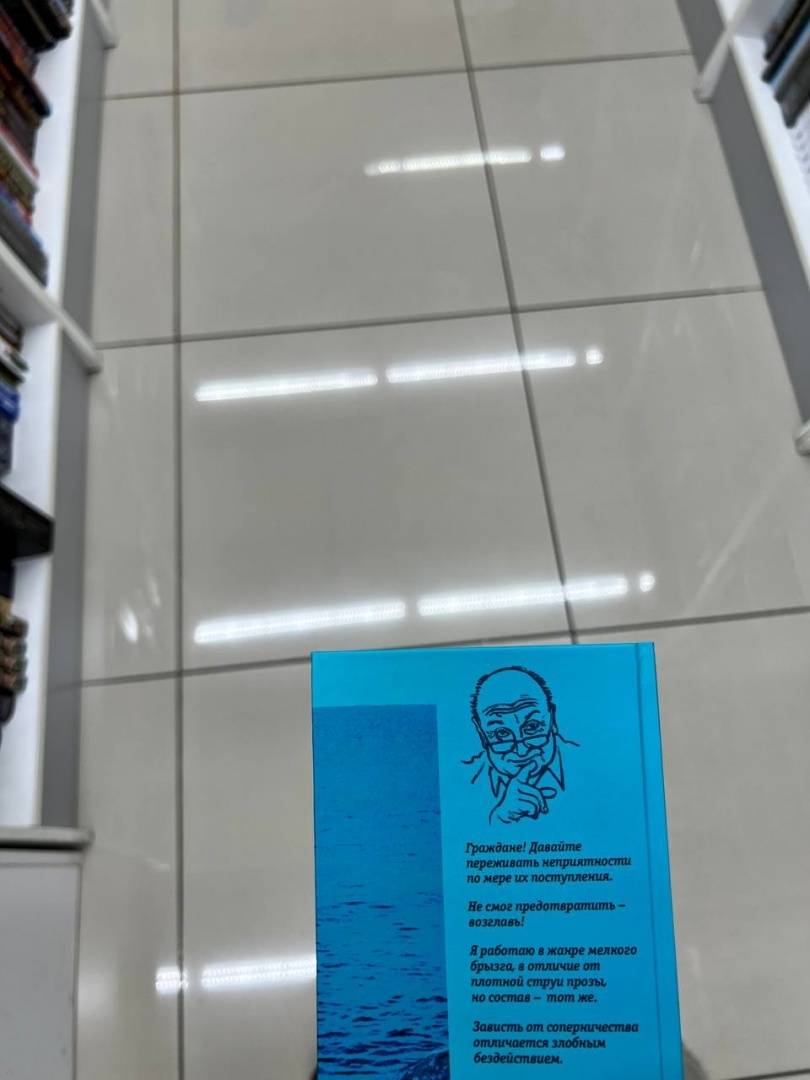 Граждане! Давайте
переживать неприятности
по мере их поступления.
Не смог предотвратить –
возглавь!
Я работаю в жанре мелкого
брызга, в отличие от
плотной струи прозы,
но состав – тот же.
Зависть от соперничества
отличается злобным
бездействием.